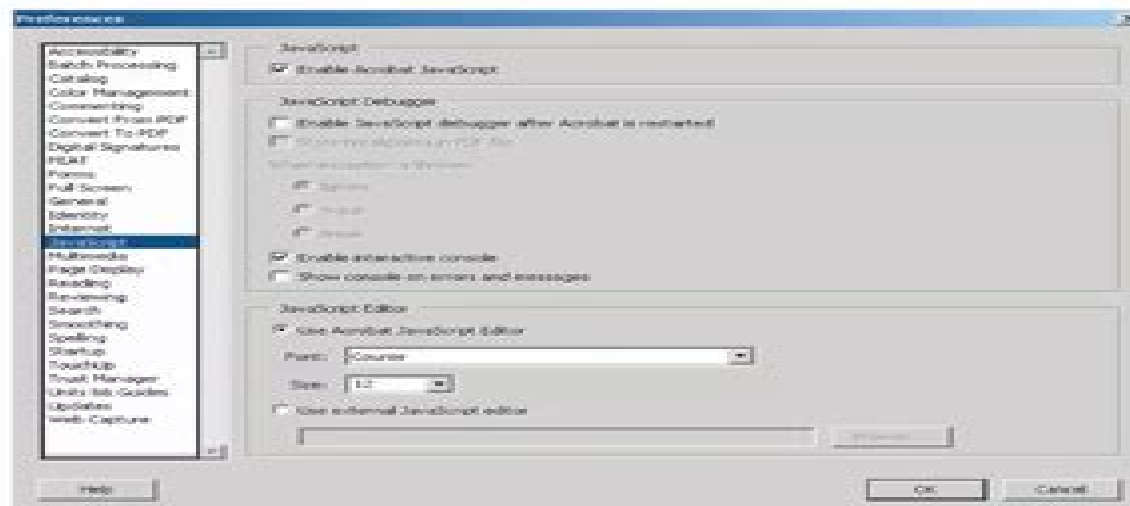 Preferences
Accessibility
Batch Processing
Catalog
Color Management
Commenting
Convert From PDF
Convert To PDF
Digital Signatures
Forms
Full Screen
General
Identity
Internet
JavaScript
Multimedia
Page Display
Reading
Reviewing
Search
Smoothing
Spelling
Startup
TouchUp
Trust Manager
Units && Guides
Updates
Web Capture
JavaScript
Enable Acrobat JavaScript
JavaScript Debugger
Enable JavaScript debugger after Acrobat is restarted
Enable interactive console
Show console on errors and messages
JavaScript Editor
Use Acrobat JavaScript Editor
Font: Courier
Size: 12
Use external JavaScript editor
Help
OK
Cancel